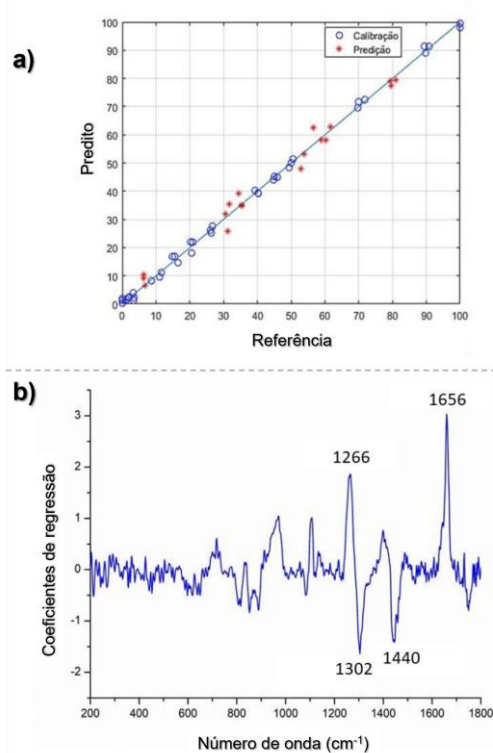 a)
100
90
80
70
60
50
40
30
20
10
0
Predito
Calibração
Predição
0 10 20 30 40 50 60 70 80 90 100
Referência
b)
3
2
1
0
-1
-2
Coeficientes de regressão
1656
1266
1302
1440
200 400 600 800 1000 1200 1400 1600 1800
Número de onda (cm⁻¹)